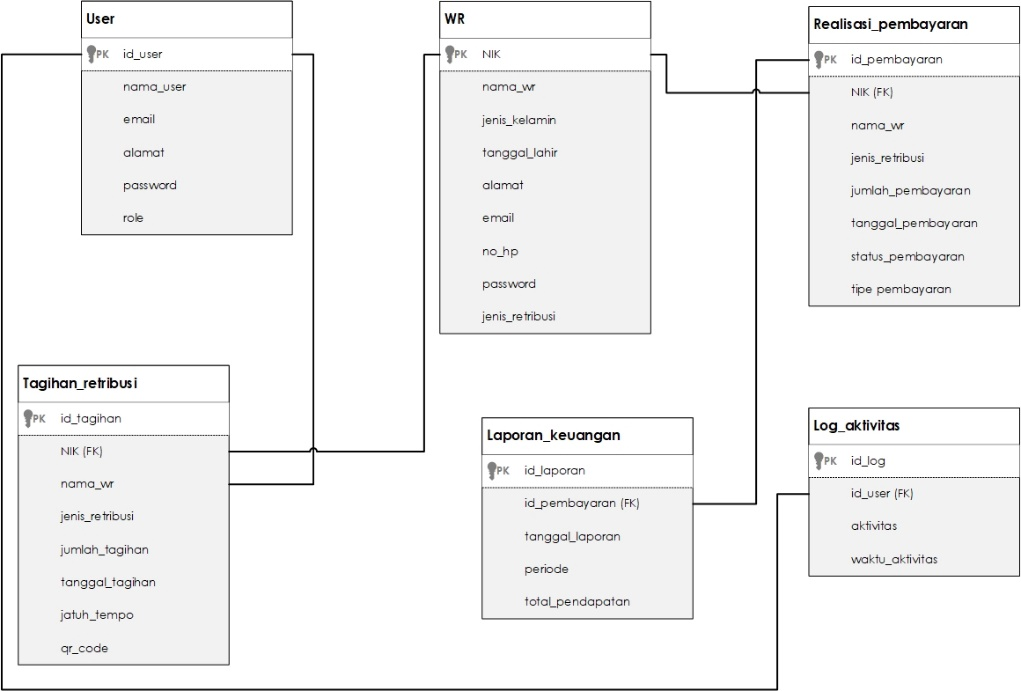 User
PK id_user
nama_user
email
alamat
password
role
WR
PK NIK
nama_wr
jenis_kelamin
tanggal_lahir
alamat
email
no_hp
password
jenis_retribusi
Realisasi_pembayaran
PK id_pembayaran
NIK (FK)
nama_wr
jenis_retribusi
jumlah_pembayaran
tanggal_pembayaran
status_pembayaran
tipe pembayaran
Tagihan_retribusi
PK id_tagihan
NIK (FK)
nama_wr
jenis_retribusi
jumlah_tagihan
tanggal_tagihan
jatuh_tempo
qr_code
Laporan_keuangan
PK id_laporan
id_pembayaran (FK)
tanggal_laporan
periode
total_pendapatan
Log_aktivitas
PK id_log
id_user (FK)
aktivitas
waktu_aktivitas